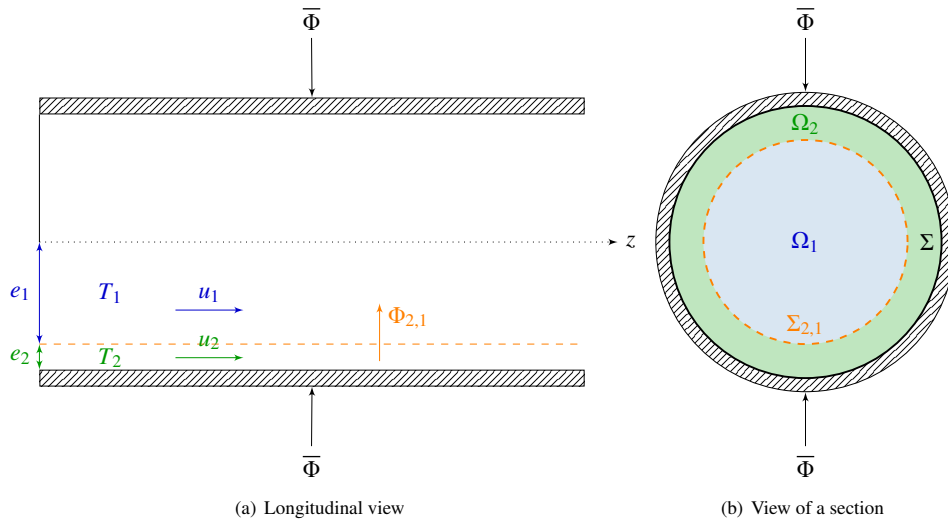 Φ̅
Φ̅
Ω₂
z
Ω₁
Σ
e₁
T₁
u₁
Φ₂,₁
Σ₂,₁
e₂
T₂
u₂
Φ̅
Φ̅
(a) Longitudinal view
(b) View of a section